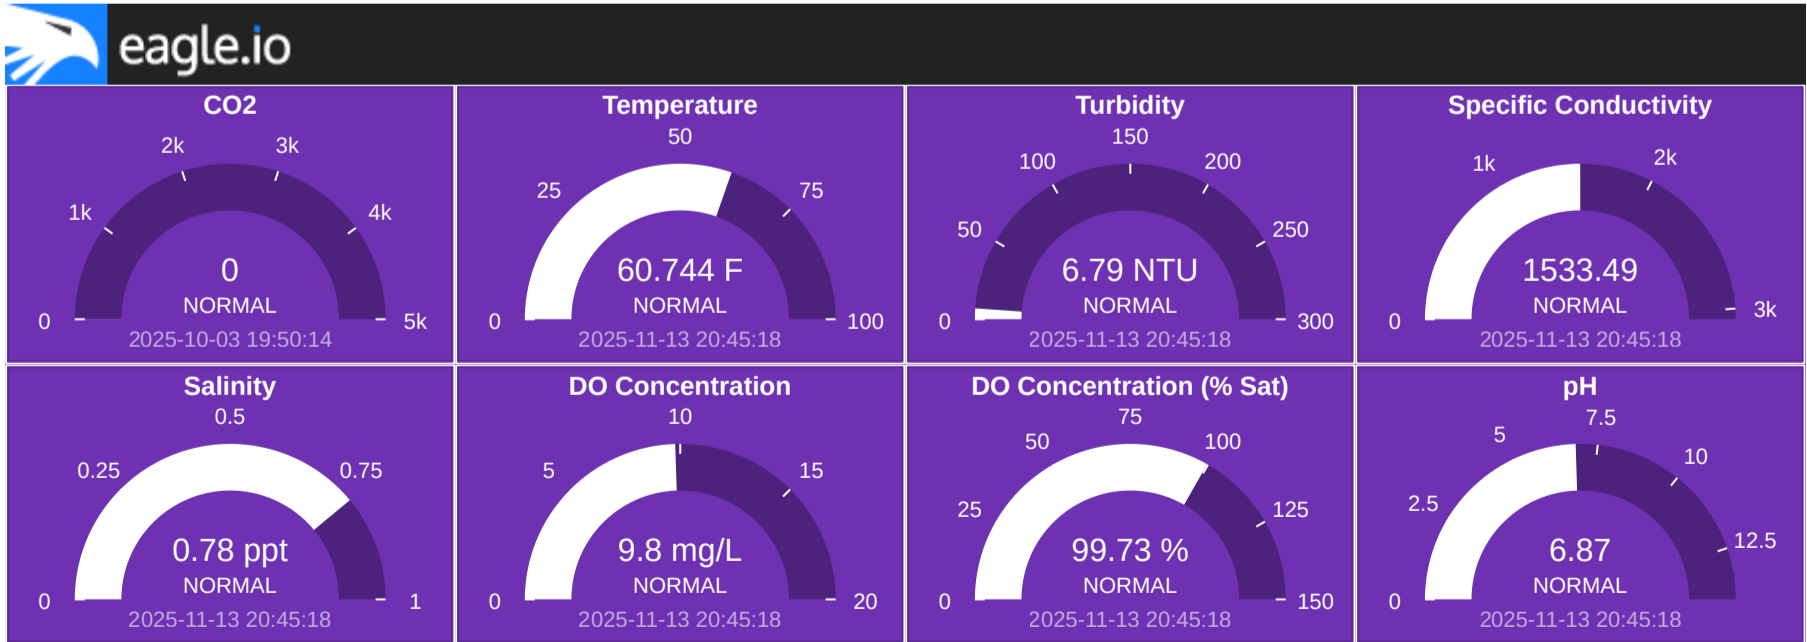 eagle.io
CO2
0
1k
2k
3k
4k
5k
0
NORMAL
2025-10-03 19:50:14
Temperature
0
25
50
75
100
60.744 F
NORMAL
2025-11-13 20:45:18
Turbidity
0
50
100
150
200
250
300
6.79 NTU
NORMAL
2025-11-13 20:45:18
Specific Conductivity
0
1k
2k
3k
1533.49
NORMAL
2025-11-13 20:45:18
Salinity
0
0.25
0.5
0.75
1
0.78 ppt
NORMAL
2025-11-13 20:45:18
DO Concentration
0
5
10
15
20
9.8 mg/L
NORMAL
2025-11-13 20:45:18
DO Concentration (% Sat)
0
25
50
75
100
125
150
99.73 %
NORMAL
2025-11-13 20:45:18
pH
0
2.5
5
7.5
10
12.5
6.87
NORMAL
2025-11-13 20:45:18